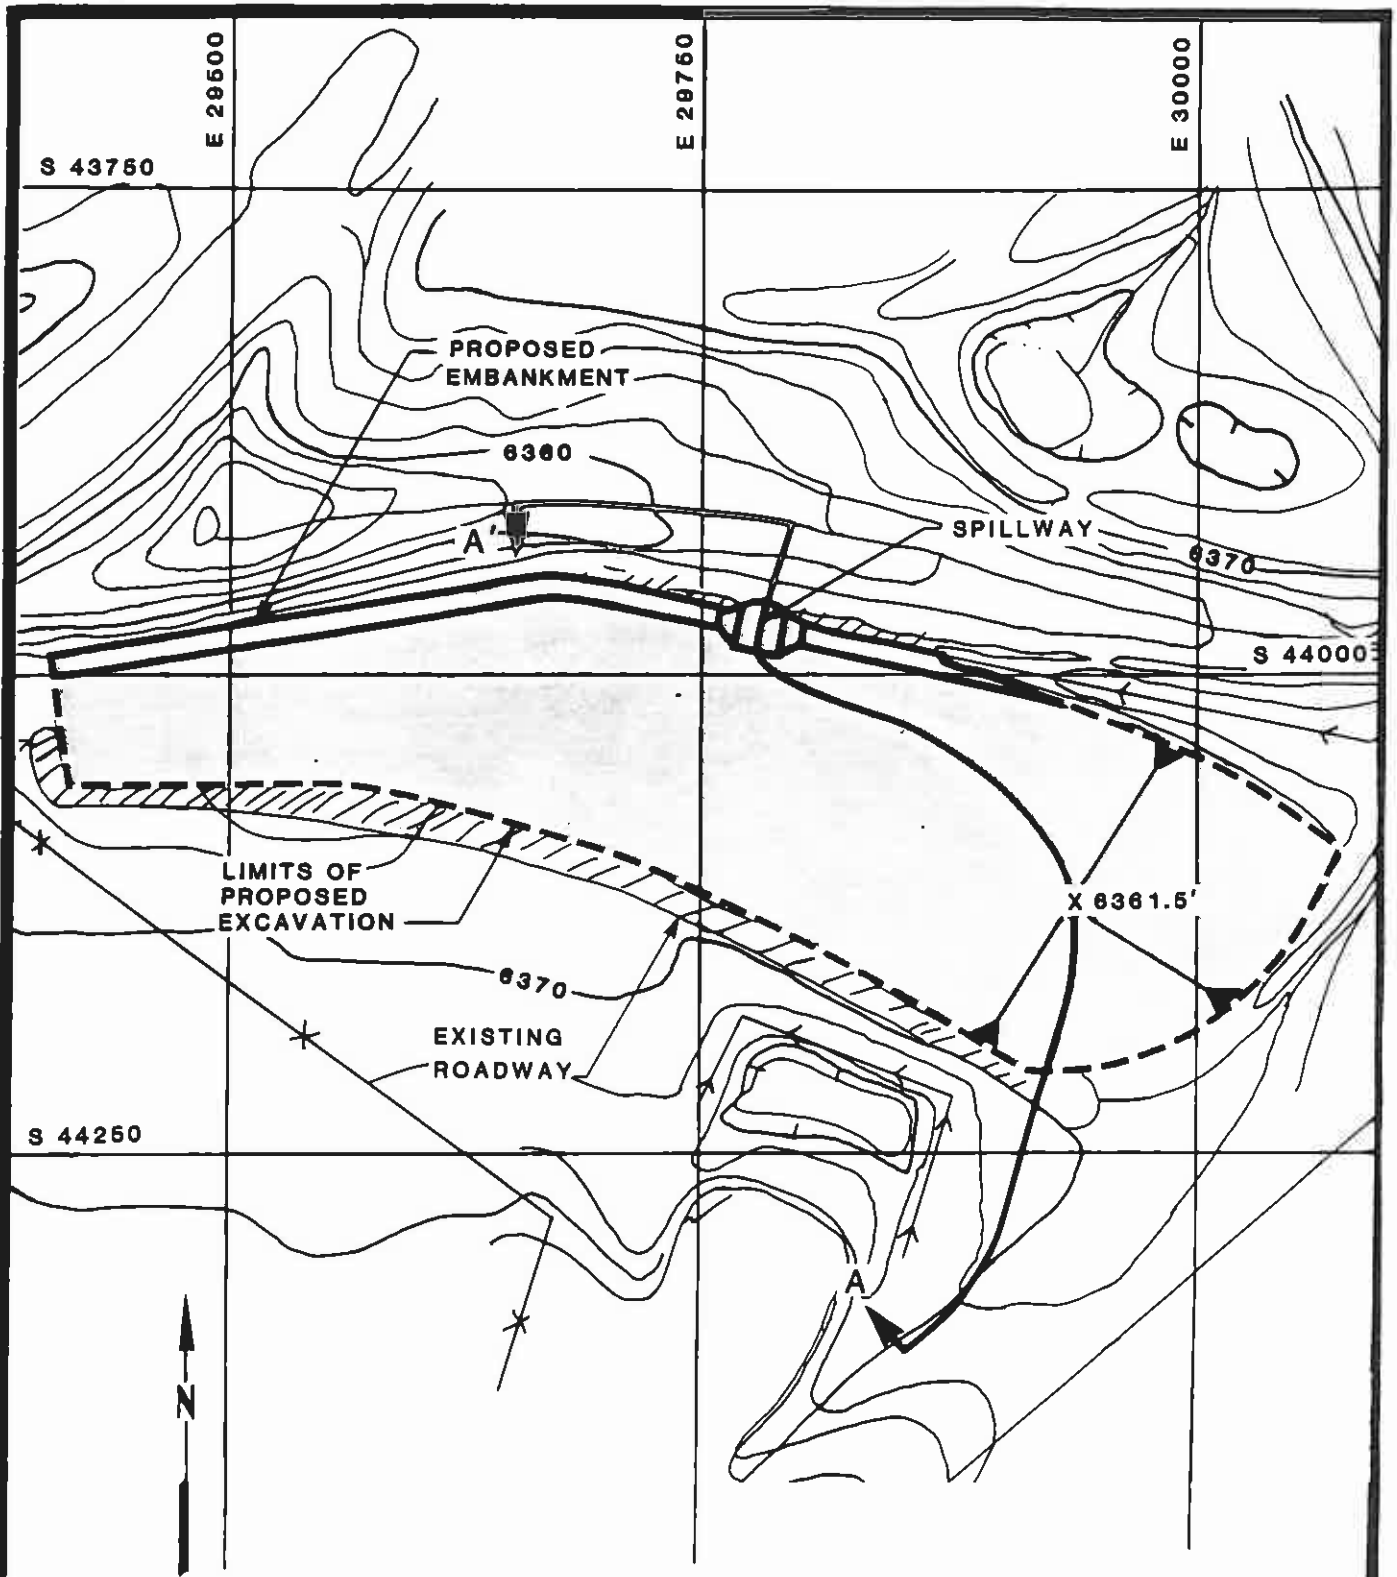 E 29500
E 29750
E 30000
S 43750
PROPOSED
EMBANKMENT
6360
A'
SPILLWAY
6370
S 44000
LIMITS OF
PROPOSED
EXCAVATION
X 6361.5'
6370
EXISTING
ROADWAY
S 44250
A
N